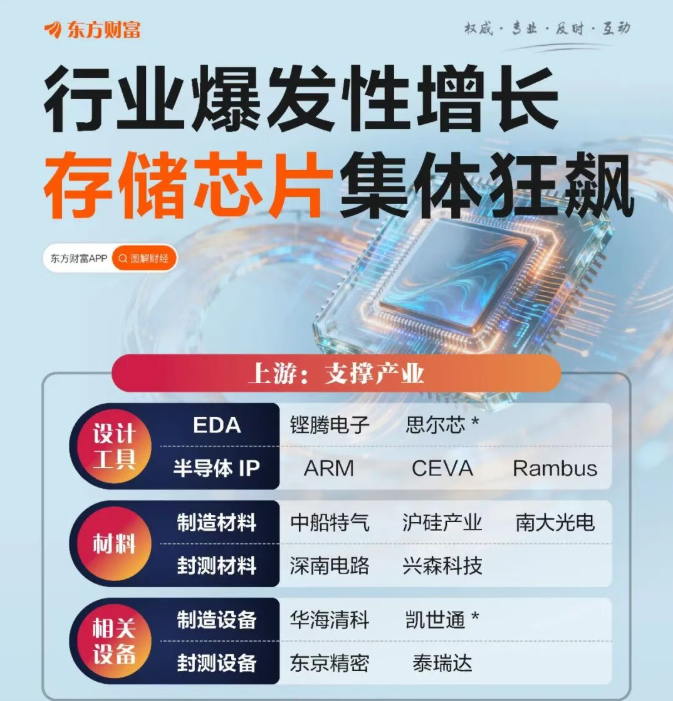 东方财富
权威·专业·及时·互动
行业爆发性增长
存储芯片集体狂飙
东方财富APP 图解财经
上游：支撑产业
设计工具
EDA 铿腾电子 思尔芯*
半导体IP ARM CEVA Rambus
材料
制造材料 中船特气 沪硅产业 南大光电
封测材料 深南电路 兴森科技
相关设备
制造设备 华海清科 凯世通*
封测设备 东京精密 泰瑞达